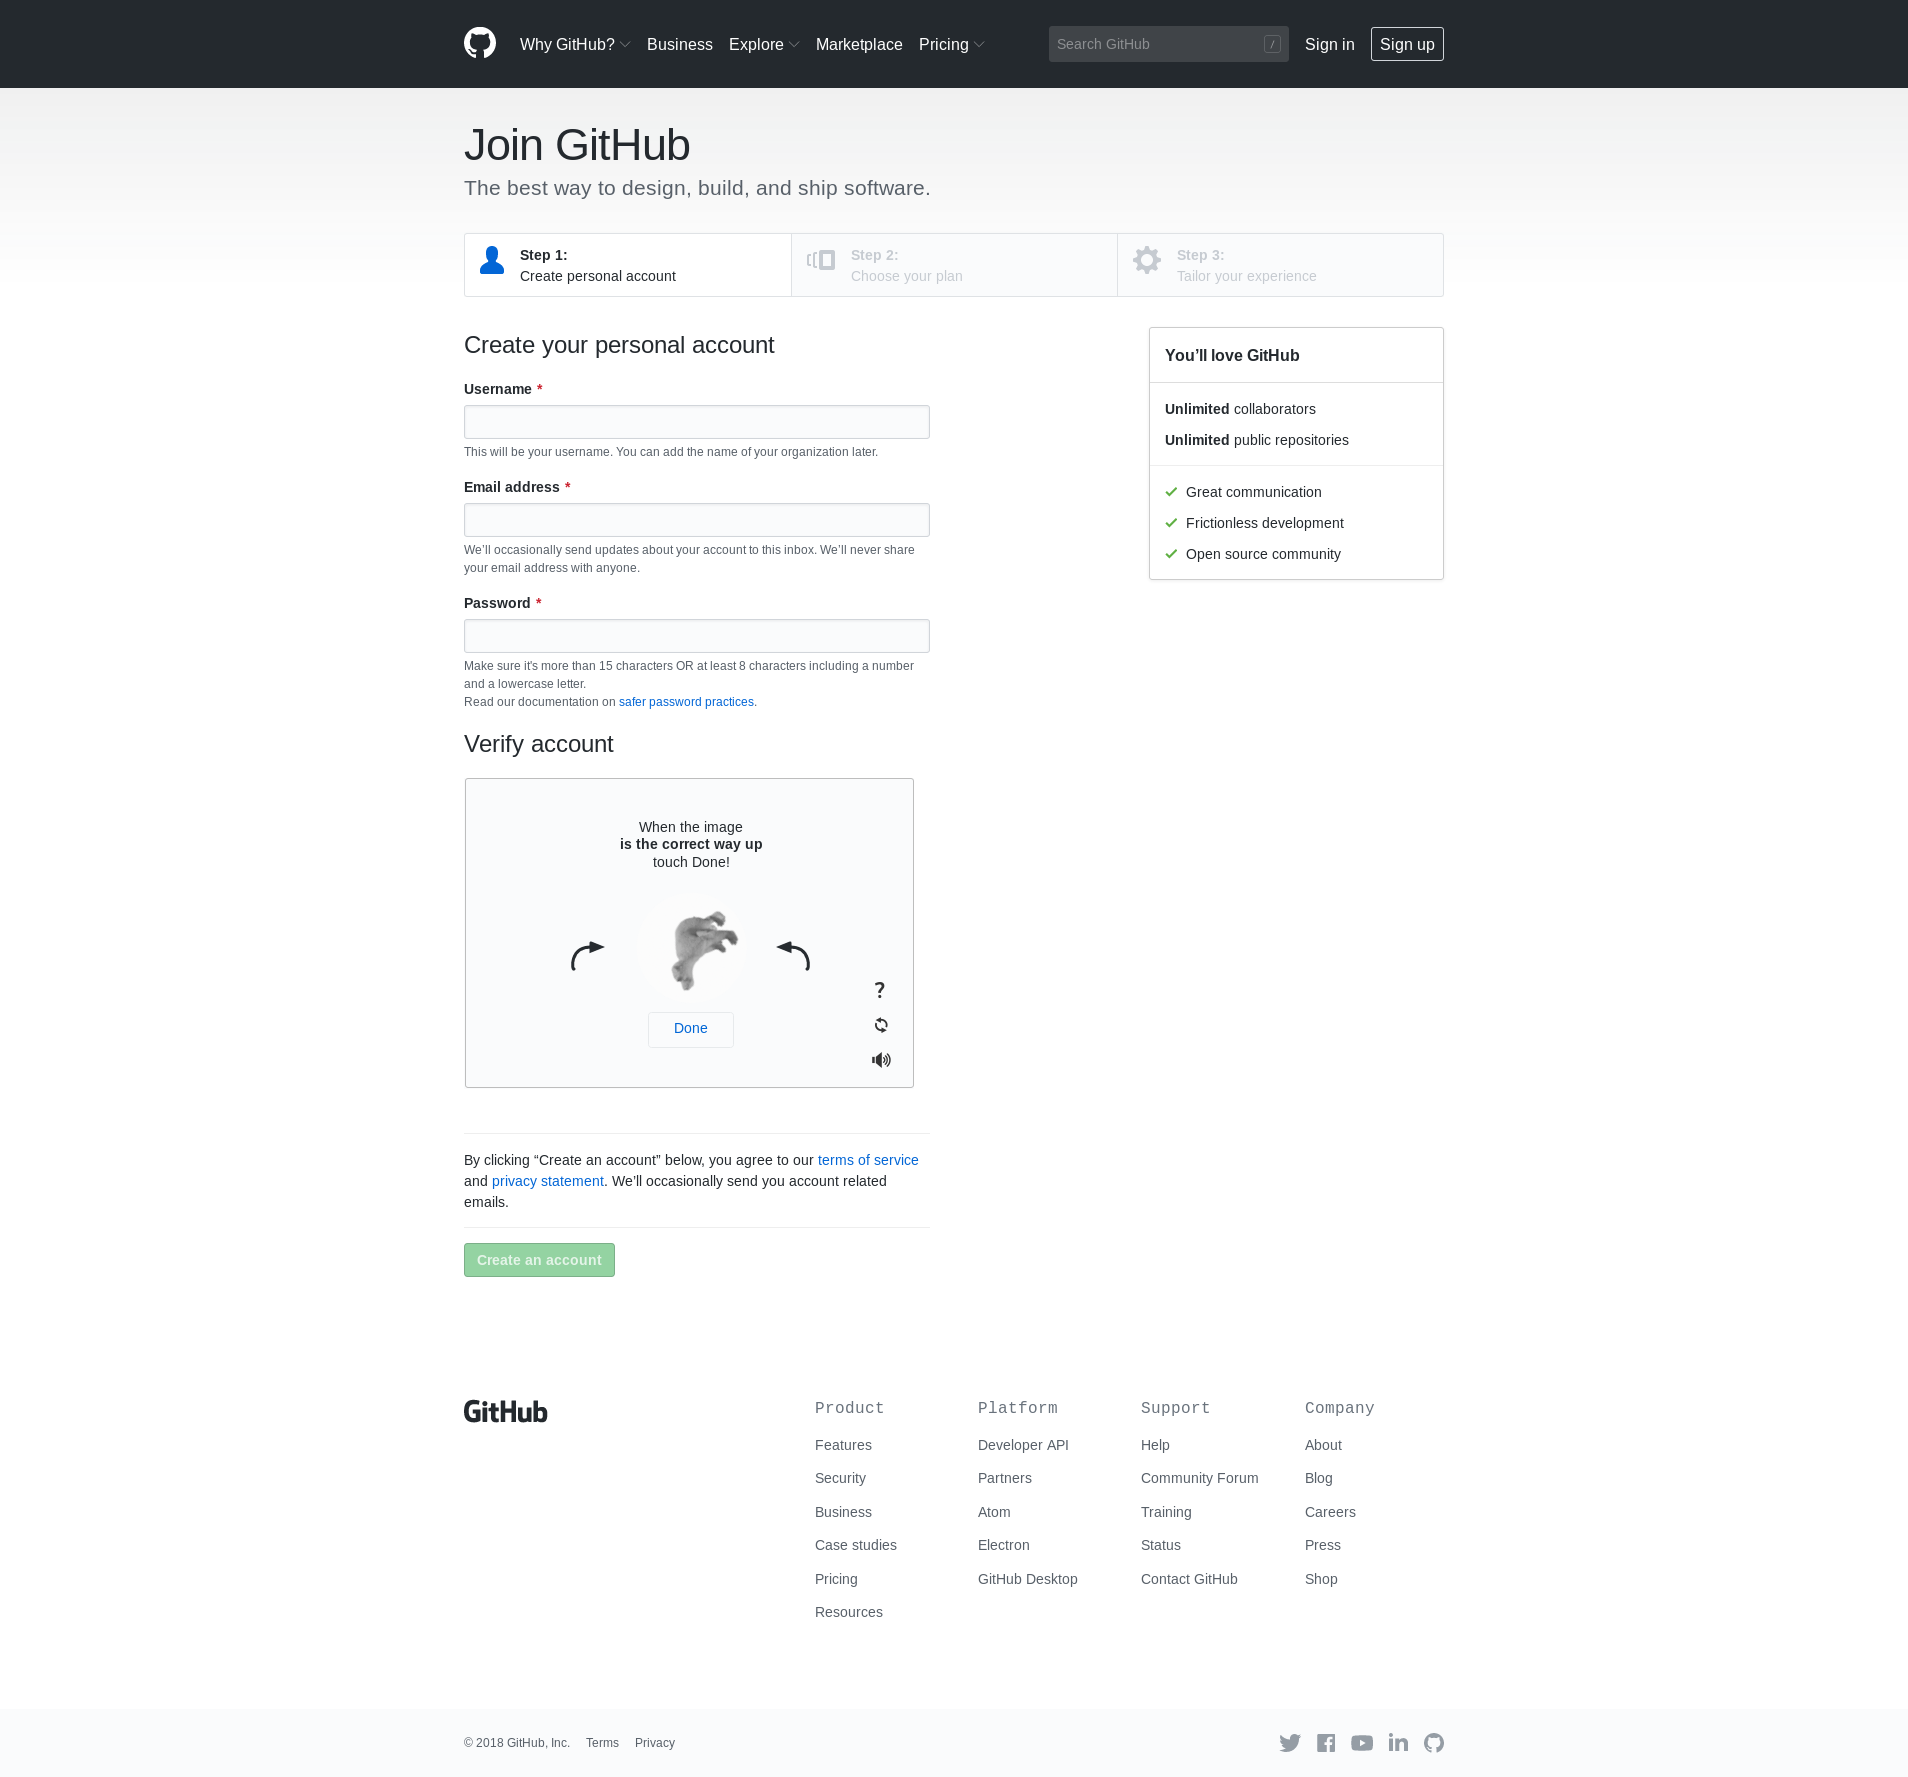 Why GitHub? Business Explore Marketplace Pricing Search GitHub / Sign in Sign up
Join GitHub
The best way to design, build, and ship software.
Step 1:
Create personal account
Step 2:
Choose your plan
Step 3:
Tailor your experience
Create your personal account
Username *
This will be your username. You can add the name of your organization later.
Email address *
We’ll occasionally send updates about your account to this inbox. We’ll never share
your email address with anyone.
Password *
Make sure it's more than 15 characters OR at least 8 characters including a number
and a lowercase letter.
Read our documentation on safer password practices.
Verify account
When the image
is the correct way up
touch Done!
?
Done
By clicking “Create an account” below, you agree to our terms of service
and privacy statement. We’ll occasionally send you account related
emails.
Create an account
You’ll love GitHub
Unlimited collaborators
Unlimited public repositories
Great communication
Frictionless development
Open source community
GitHub
Product
Features
Security
Business
Case studies
Pricing
Resources
Platform
Developer API
Partners
Atom
Electron
GitHub Desktop
Support
Help
Community Forum
Training
Status
Contact GitHub
Company
About
Blog
Careers
Press
Shop
© 2018 GitHub, Inc. Terms Privacy